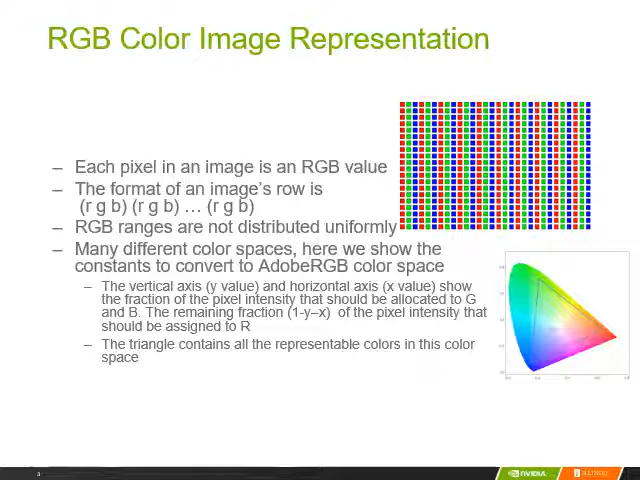 RGB Color Image Representation
– Each pixel in an image is an RGB value
– The format of an image's row is
(r g b) (r g b) … (r g b)
– RGB ranges are not distributed uniformly
– Many different color spaces, here we show the
constants to convert to AdobeRGB color space
– The vertical axis (y value) and horizontal axis (x value) show
the fraction of the pixel intensity that should be allocated to G
and B. The remaining fraction (1-y–x) of the pixel intensity that
should be assigned to R
– The triangle contains all the representable colors in this color
space
3
NVIDIA